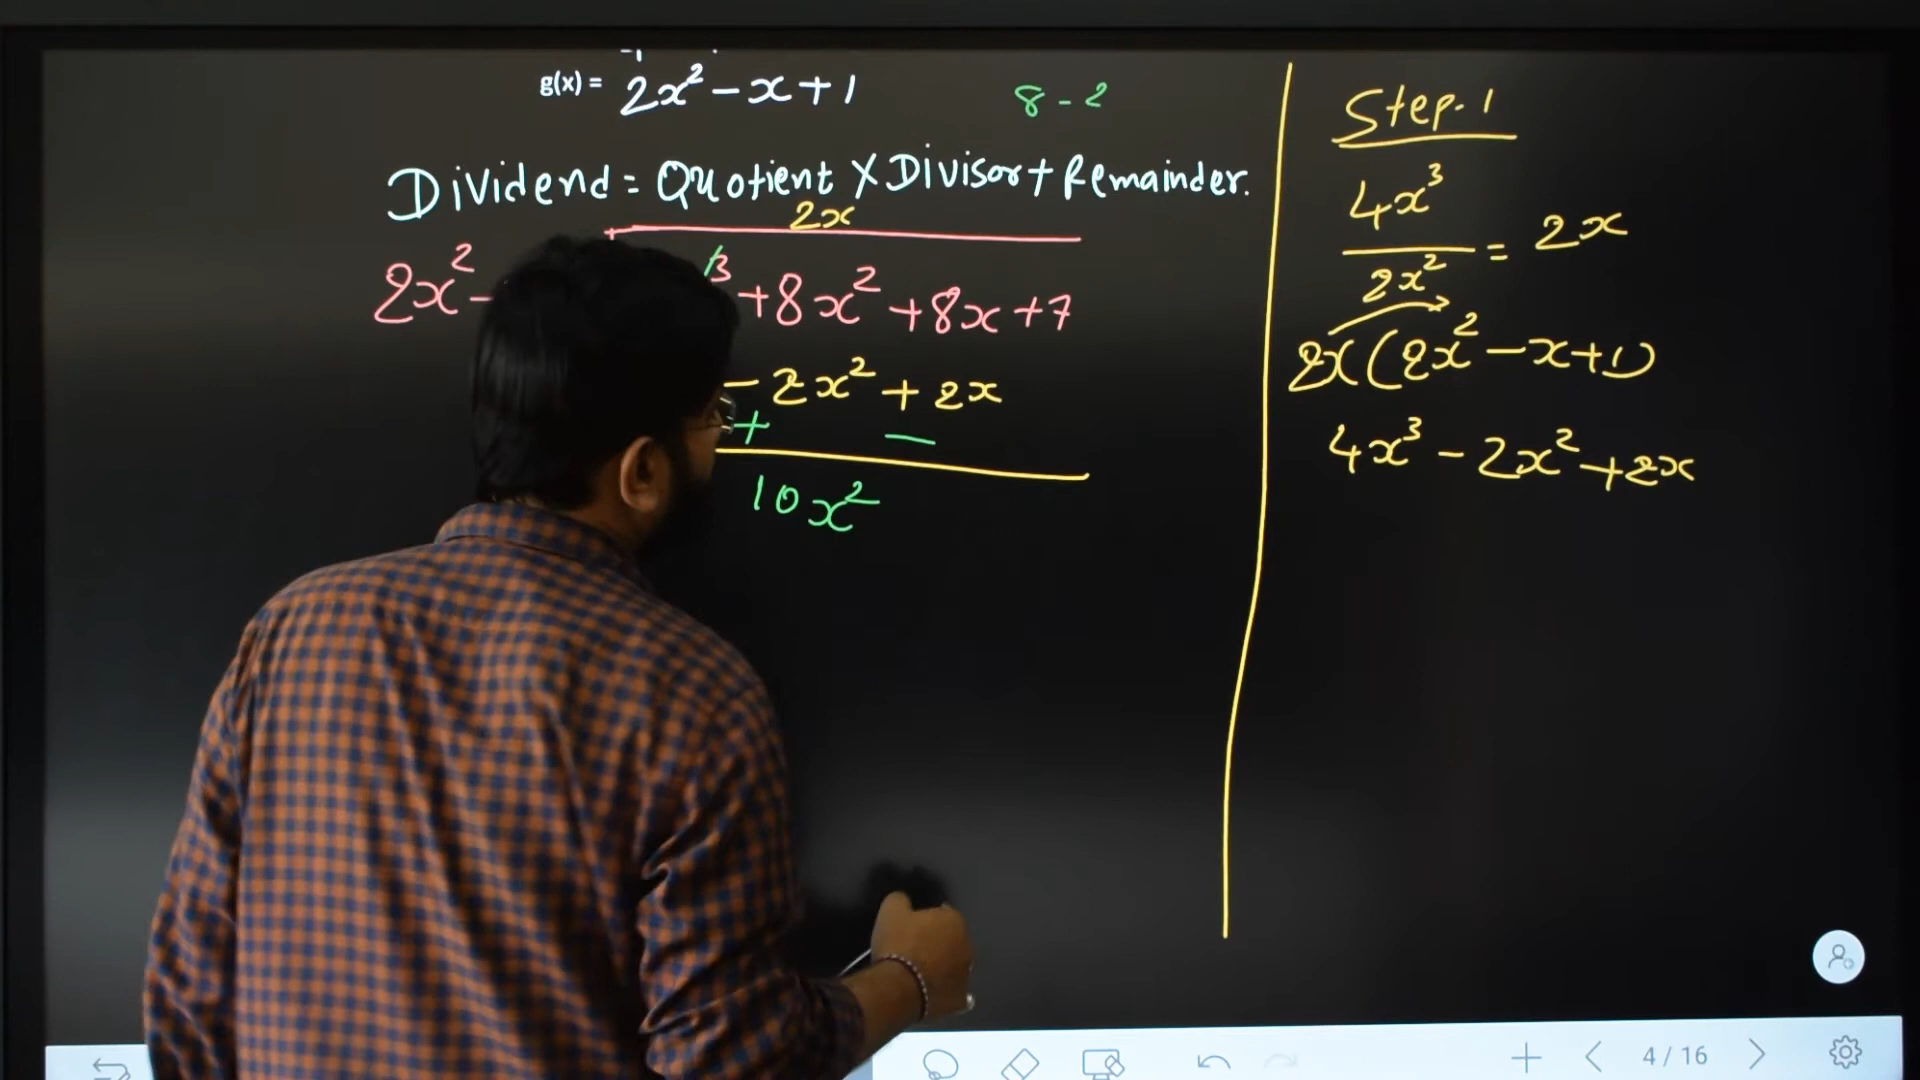 g(x) = 2x² - x + 1
8 - 2
Dividend = Quotient X Divisor + Remainder.
2x
2x² - ³ + 8x² + 8x + 7
- 2x² + 2x
+ -
10x²
Step. 1
4x³
2x²
= 2x
2x(2x² - x + 1)
4x³ - 2x² + 2x
4 / 16